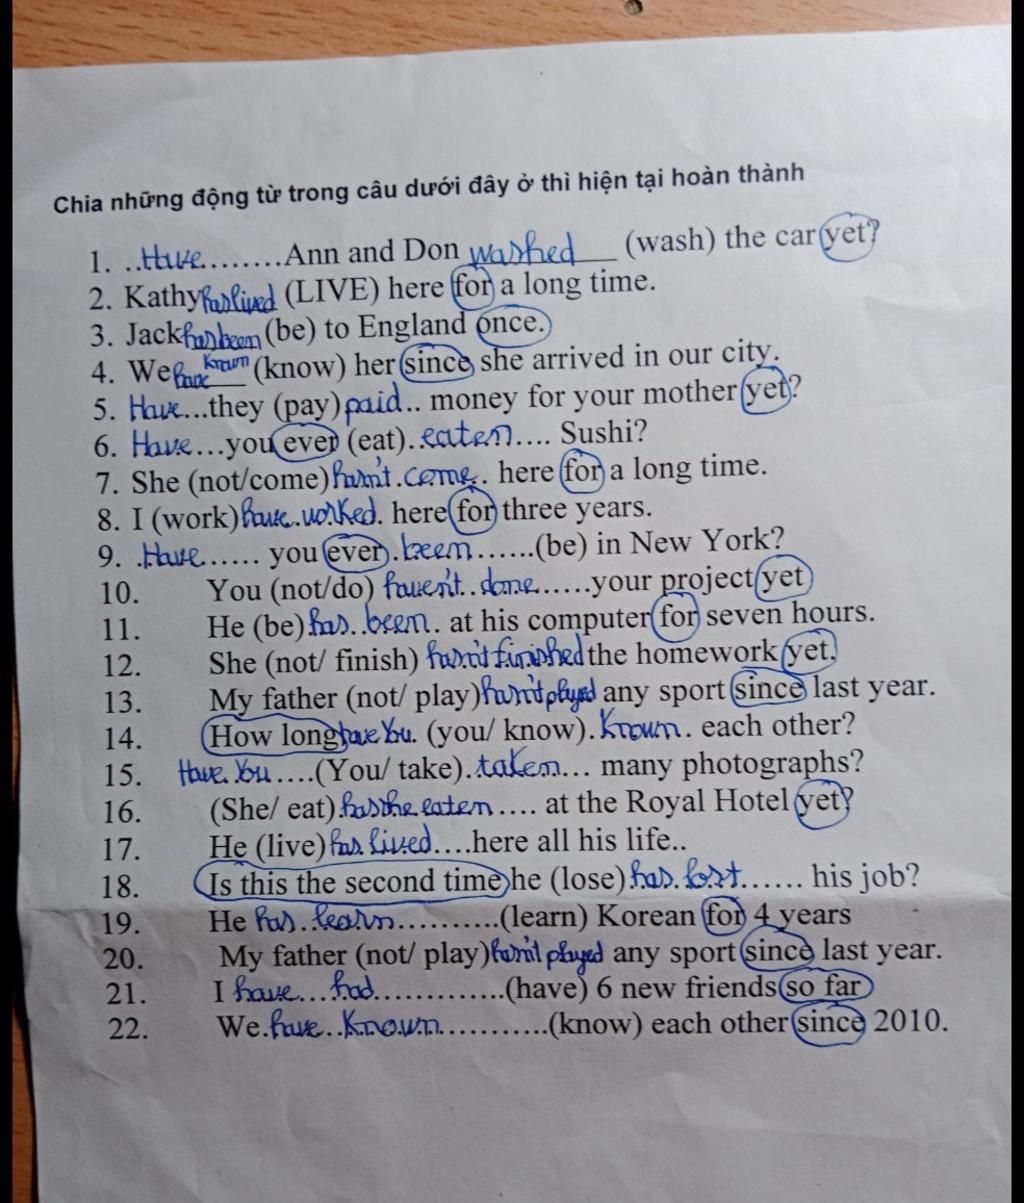 Chia những động từ trong câu dưới đây ở thì hiện tại hoàn thành
1. ..Have........Ann and Don washed___ (wash) the car yet?
2. Kathy has lived (LIVE) here for a long time.
3. Jack has been (be) to England once.
4. We have known ___ (know) her since she arrived in our city.
5. Have...they (pay) paid.. money for your mother yet?
6. Have...you ever (eat)..eaten.... Sushi?
7. She (not/come) hasn't.come.. here for a long time.
8. I (work) have..worked. here for three years.
9. .Have...... you ever.been.......(be) in New York?
10. You (not/do) haven't..done......your project yet
11. He (be) has..been.. at his computer for seven hours.
12. She (not/ finish) hasn't finished the homework yet.
13. My father (not/ play) hasn't played any sport since last year.
14. How long have you. (you/ know).known. each other?
15. Have.you....(You/ take)..taken... many photographs?
16. (She/ eat).has she eaten.... at the Royal Hotel yet?
17. He (live) has lived....here all his life..
18. Is this the second time he (lose) has.lost...... his job?
19. He has..learn..........(learn) Korean for 4 years
20. My father (not/ play) hasn't played any sport since last year.
21. I have...had.............(have) 6 new friends so far
22. We.have..known...........(know) each other since 2010.